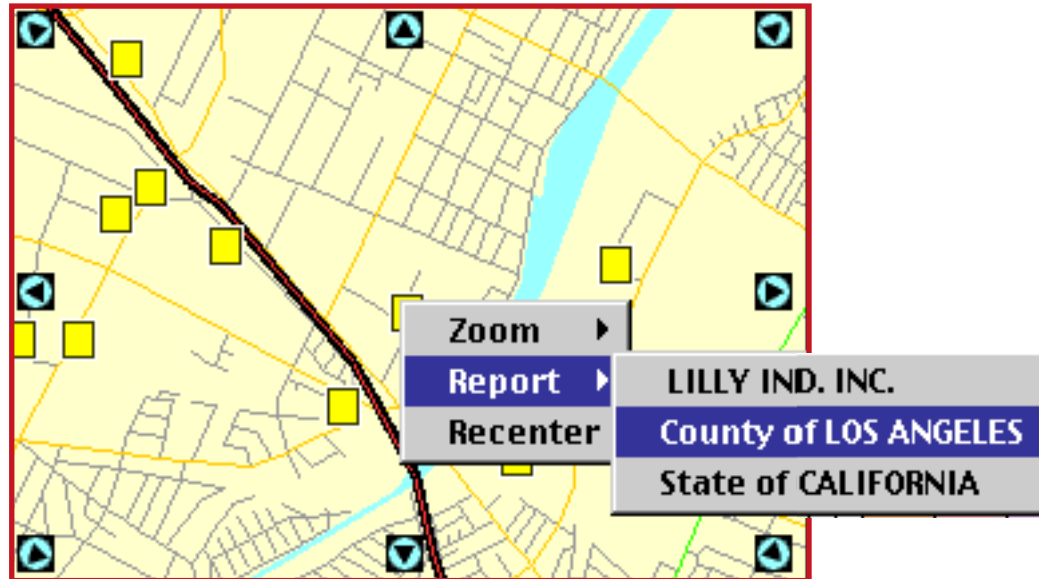 Zoom
Report
Recenter
LILLY IND. INC.
County of LOS ANGELES
State of CALIFORNIA